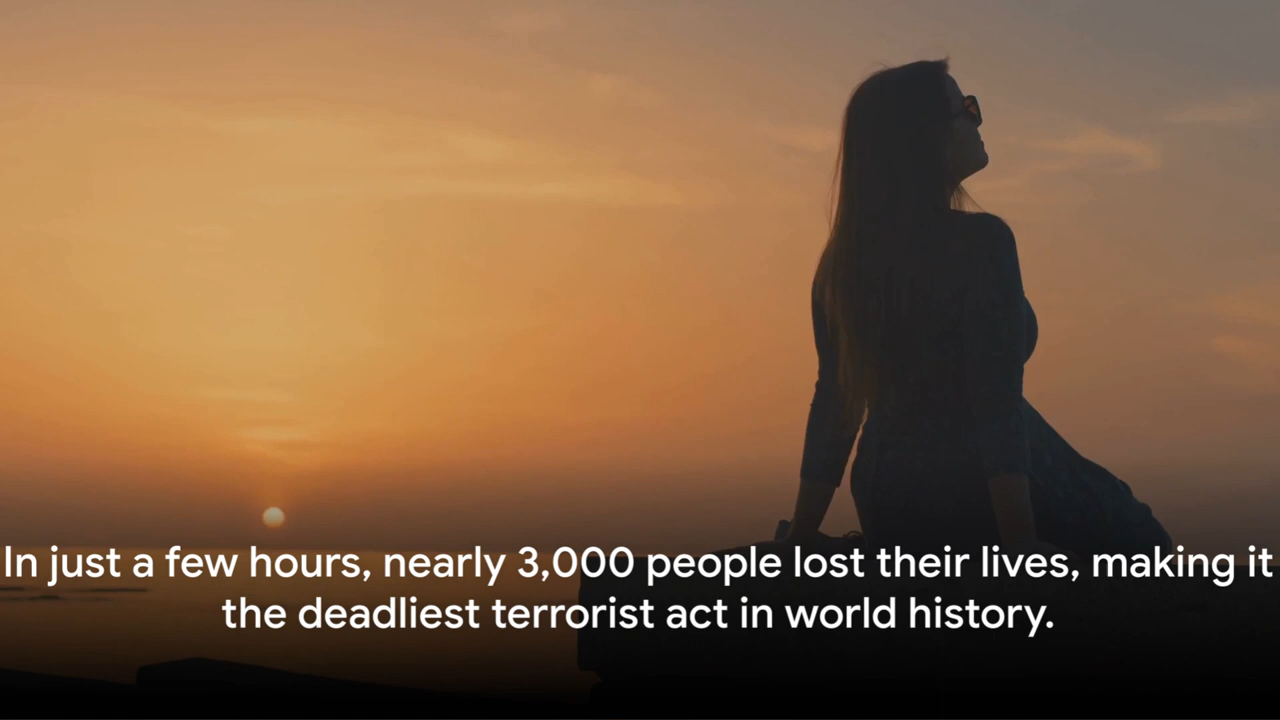 In just a few hours, nearly 3,000 people lost their lives, making it
the deadliest terrorist act in world history.